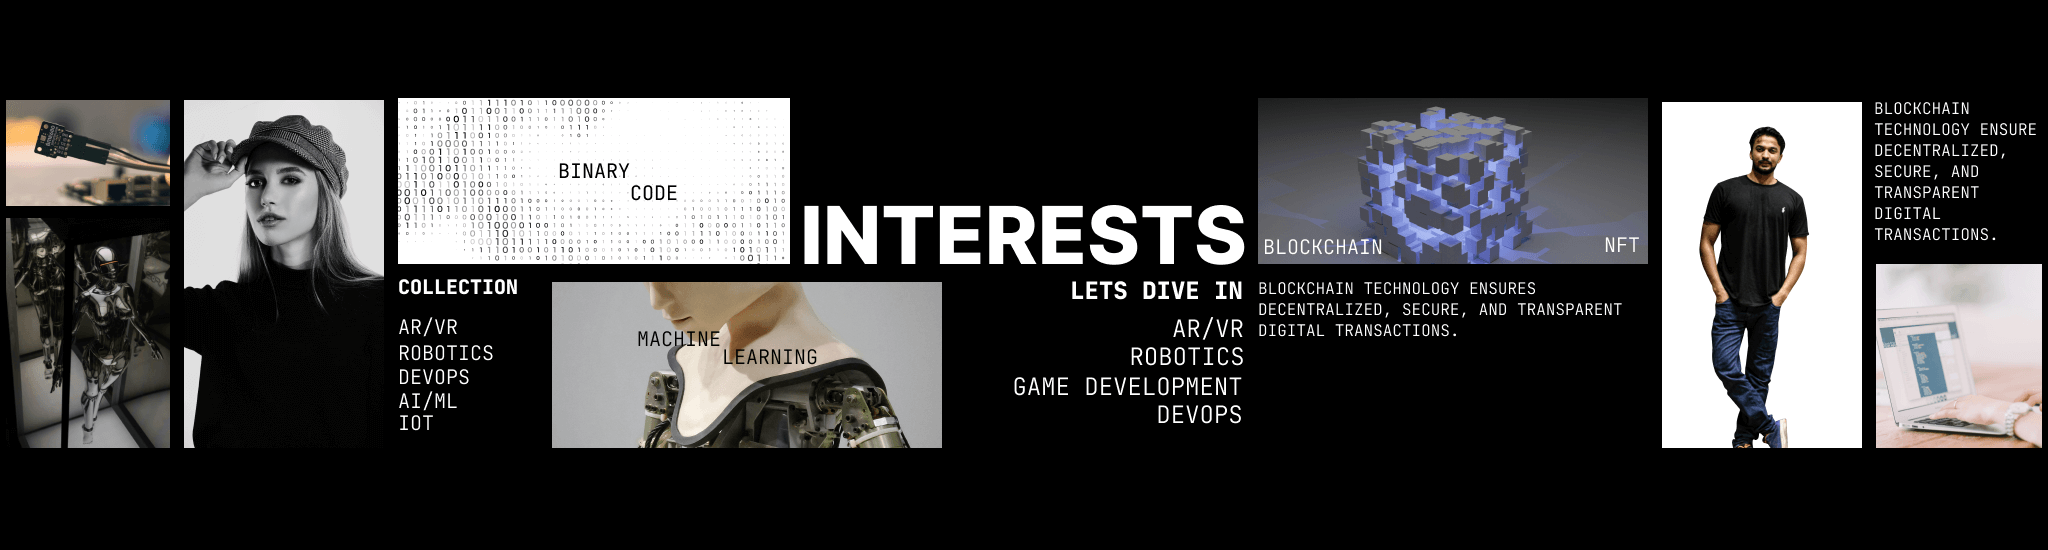 BINARY
CODE
COLLECTION
AR/VR
ROBOTICS
DEVOPS
AI/ML
IOT
MACHINE
LEARNING
INTERESTS
LETS DIVE IN
AR/VR
ROBOTICS
GAME DEVELOPMENT
DEVOPS
BLOCKCHAIN
NFT
BLOCKCHAIN TECHNOLOGY ENSURES
DECENTRALIZED, SECURE, AND TRANSPARENT
DIGITAL TRANSACTIONS.
BLOCKCHAIN
TECHNOLOGY ENSURE
DECENTRALIZED,
SECURE, AND
TRANSPARENT
DIGITAL
TRANSACTIONS.